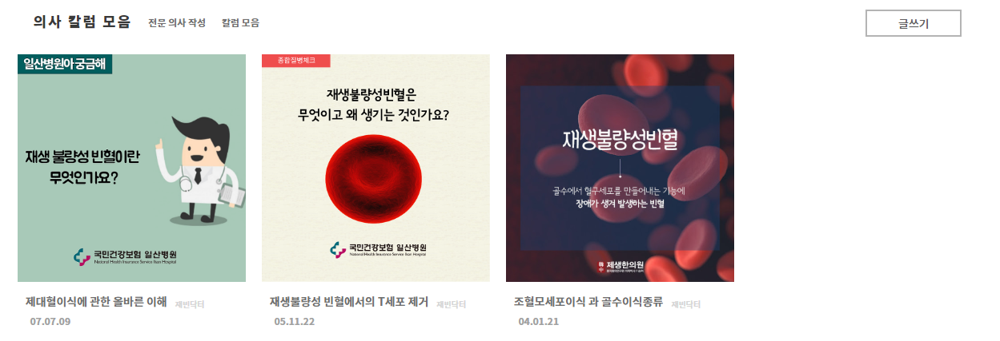 의사 칼럼 모음 전문 의사 작성 칼럼 모음 글쓰기
일산병원아 궁금해
재생 불량성 빈혈이란
무엇인가요?
국민건강보험 일산병원
National Health Insurance Service Ilsan Hospital
종합질병체크
재생불량성빈혈은
무엇이고 왜 생기는 것인가요?
국민건강보험 일산병원
National Health Insurance Service Ilsan Hospital
재생불량성빈혈
골수에서 혈구세포를 만들어내는 기능에
장애가 생겨 발생하는 빈혈
제생한의원
제대혈이식에 관한 올바른 이해 재빈닥터
07.07.09
재생불량성 빈혈에서의 T세포 제거 재빈닥터
05.11.22
조혈모세포이식 과 골수이식종류 재빈닥터
04.01.21